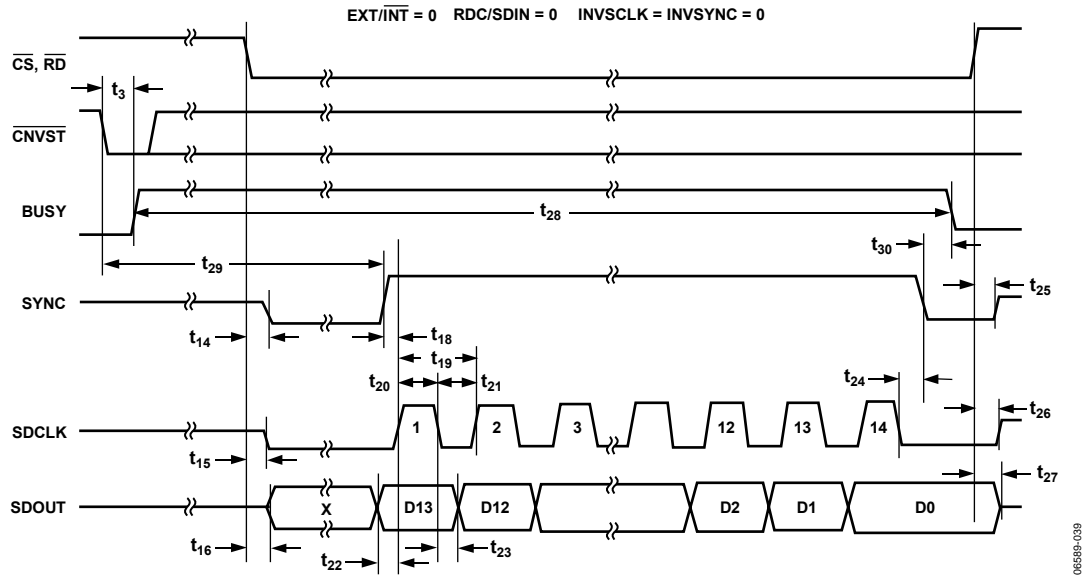 EXT/INT = 0 RDC/SDIN = 0 INVSCLK = INVSYNC = 0
CS, RD
t3
CNVST
BUSY
t28
t30
t29
t25
SYNC
t14
t18
t19
t20
t21
t24
t26
SDCLK
1
2
3
12
13
14
t15
t27
SDOUT
X
D13
D12
D2
D1
D0
t16
t22
t23
06589-039